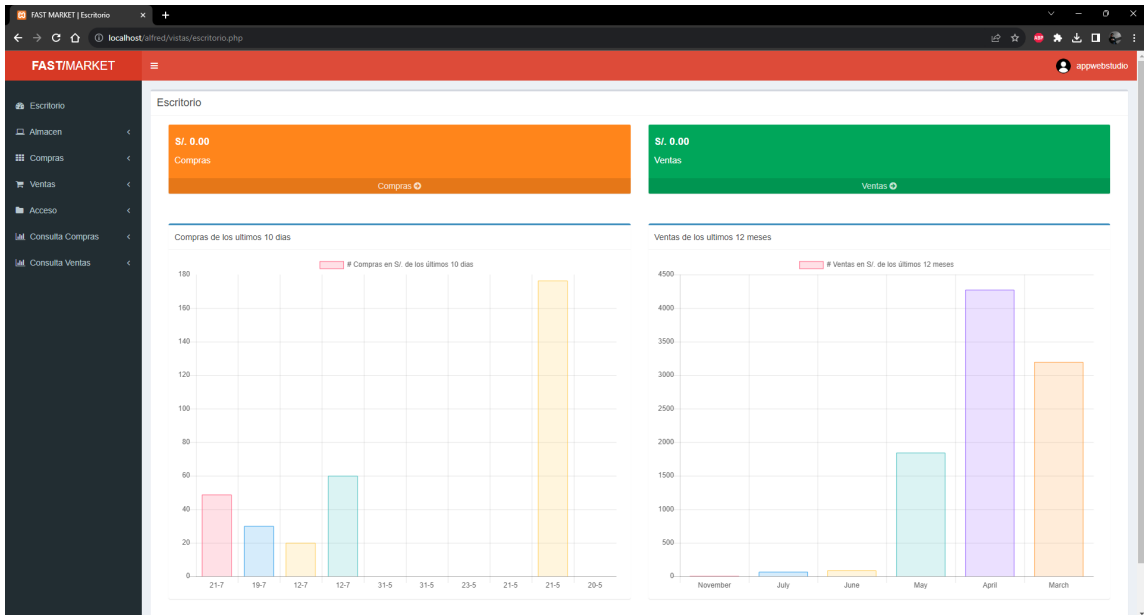 FAST MARKET | Escritorio
localhost/alfred/vistas/escritorio.php
ABP
FAST/MARKET
appwebstudio
Escritorio
Almacen
Compras
Ventas
Acceso
Consulta Compras
Consulta Ventas
Escritorio
S/. 0.00
Compras
Compras
S/. 0.00
Ventas
Ventas
Compras de los ultimos 10 dias
# Compras en S/. de los últimos 10 dias
180
160
140
120
100
80
60
40
20
0
21-7 19-7 12-7 12-7 31-5 31-5 23-5 21-5 21-5 20-5
Ventas de los ultimos 12 meses
# Ventas en S/. de los últimos 12 meses
4500
4000
3500
3000
2500
2000
1500
1000
500
0
November July June May April March